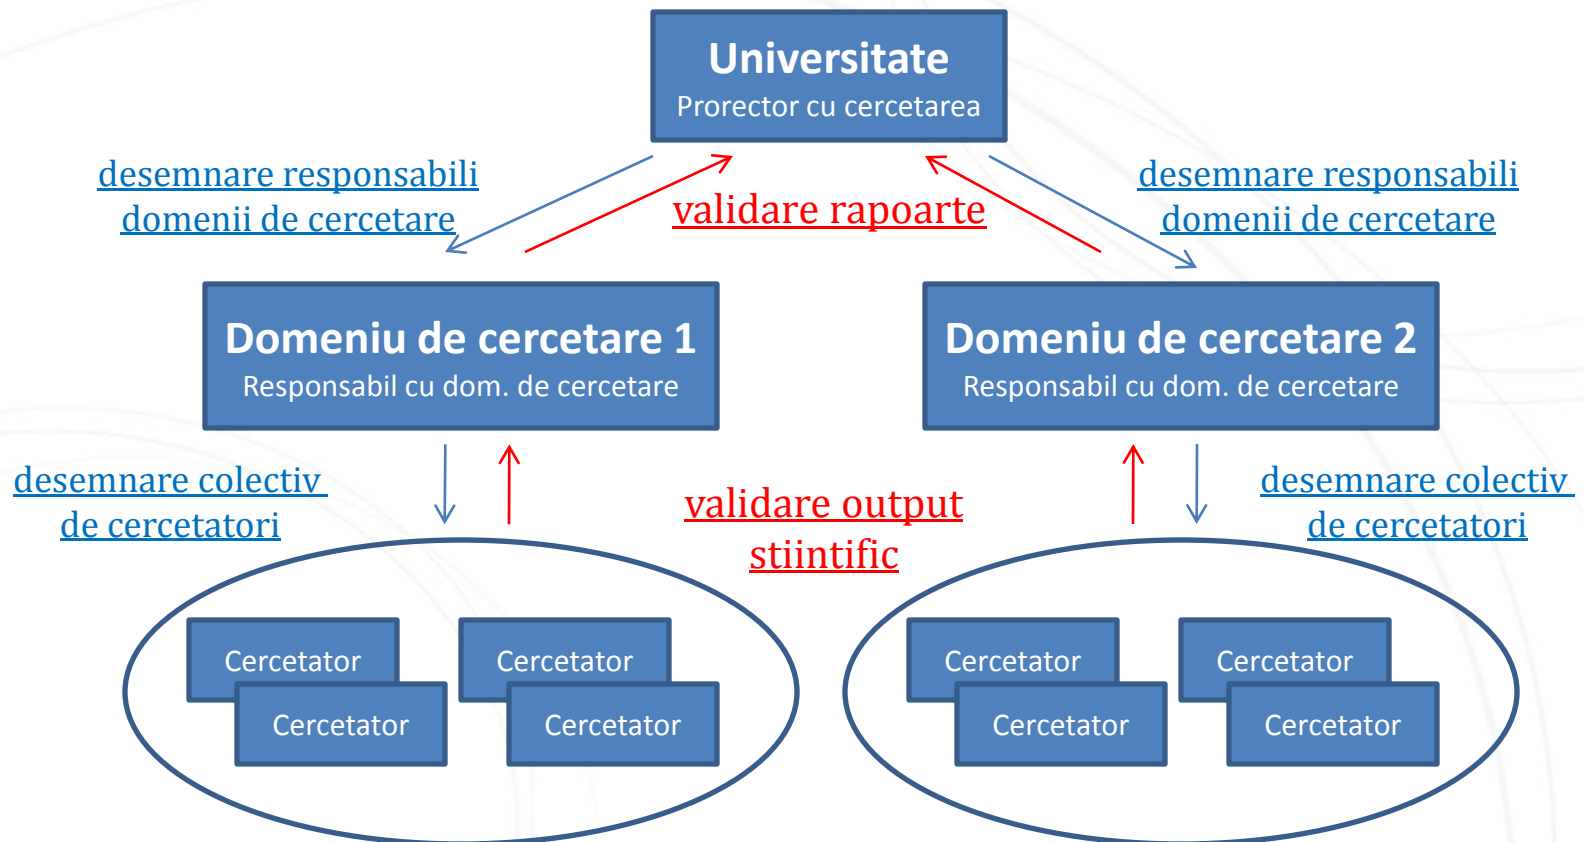 Universitate
Prorector cu cercetarea
desemnare responsabili
domenii de cercetare
validare rapoarte
desemnare responsabili
domenii de cercetare
Domeniu de cercetare 1
Responsabil cu dom. de cercetare
Domeniu de cercetare 2
Responsabil cu dom. de cercetare
desemnare colectiv
de cercetatori
validare output
stiintific
desemnare colectiv
de cercetatori
Cercetator
Cercetator
Cercetator
Cercetator
Cercetator
Cercetator
Cercetator
Cercetator